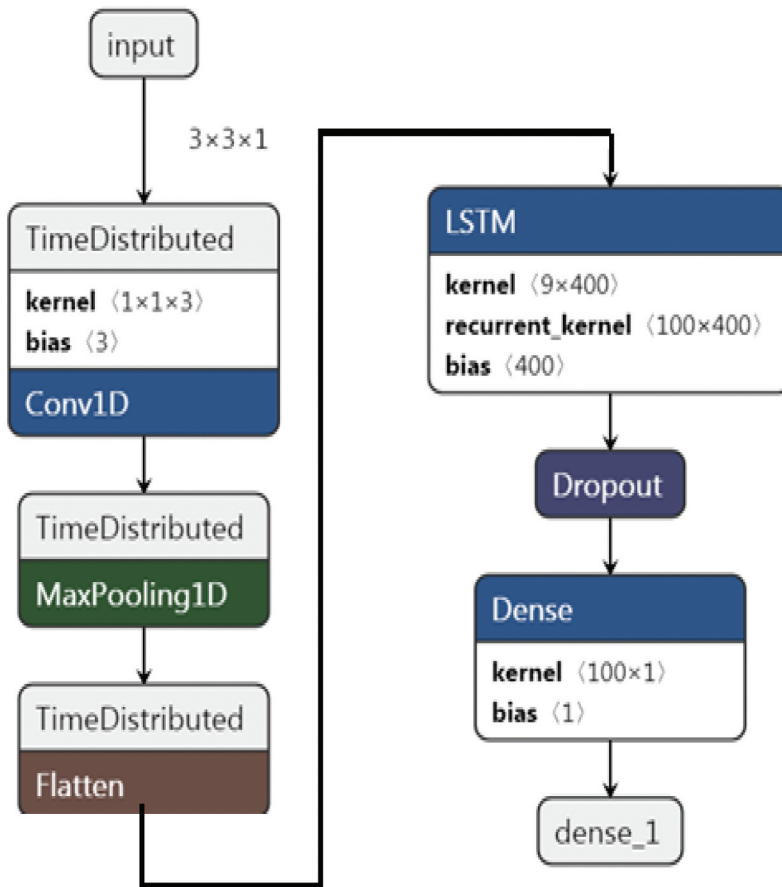 input
3×3×1
TimeDistributed
kernel ⟨1×1×3⟩
bias ⟨3⟩
Conv1D
TimeDistributed
MaxPooling1D
TimeDistributed
Flatten
LSTM
kernel ⟨9×400⟩
recurrent_kernel ⟨100×400⟩
bias ⟨400⟩
Dropout
Dense
kernel ⟨100×1⟩
bias ⟨1⟩
dense_1